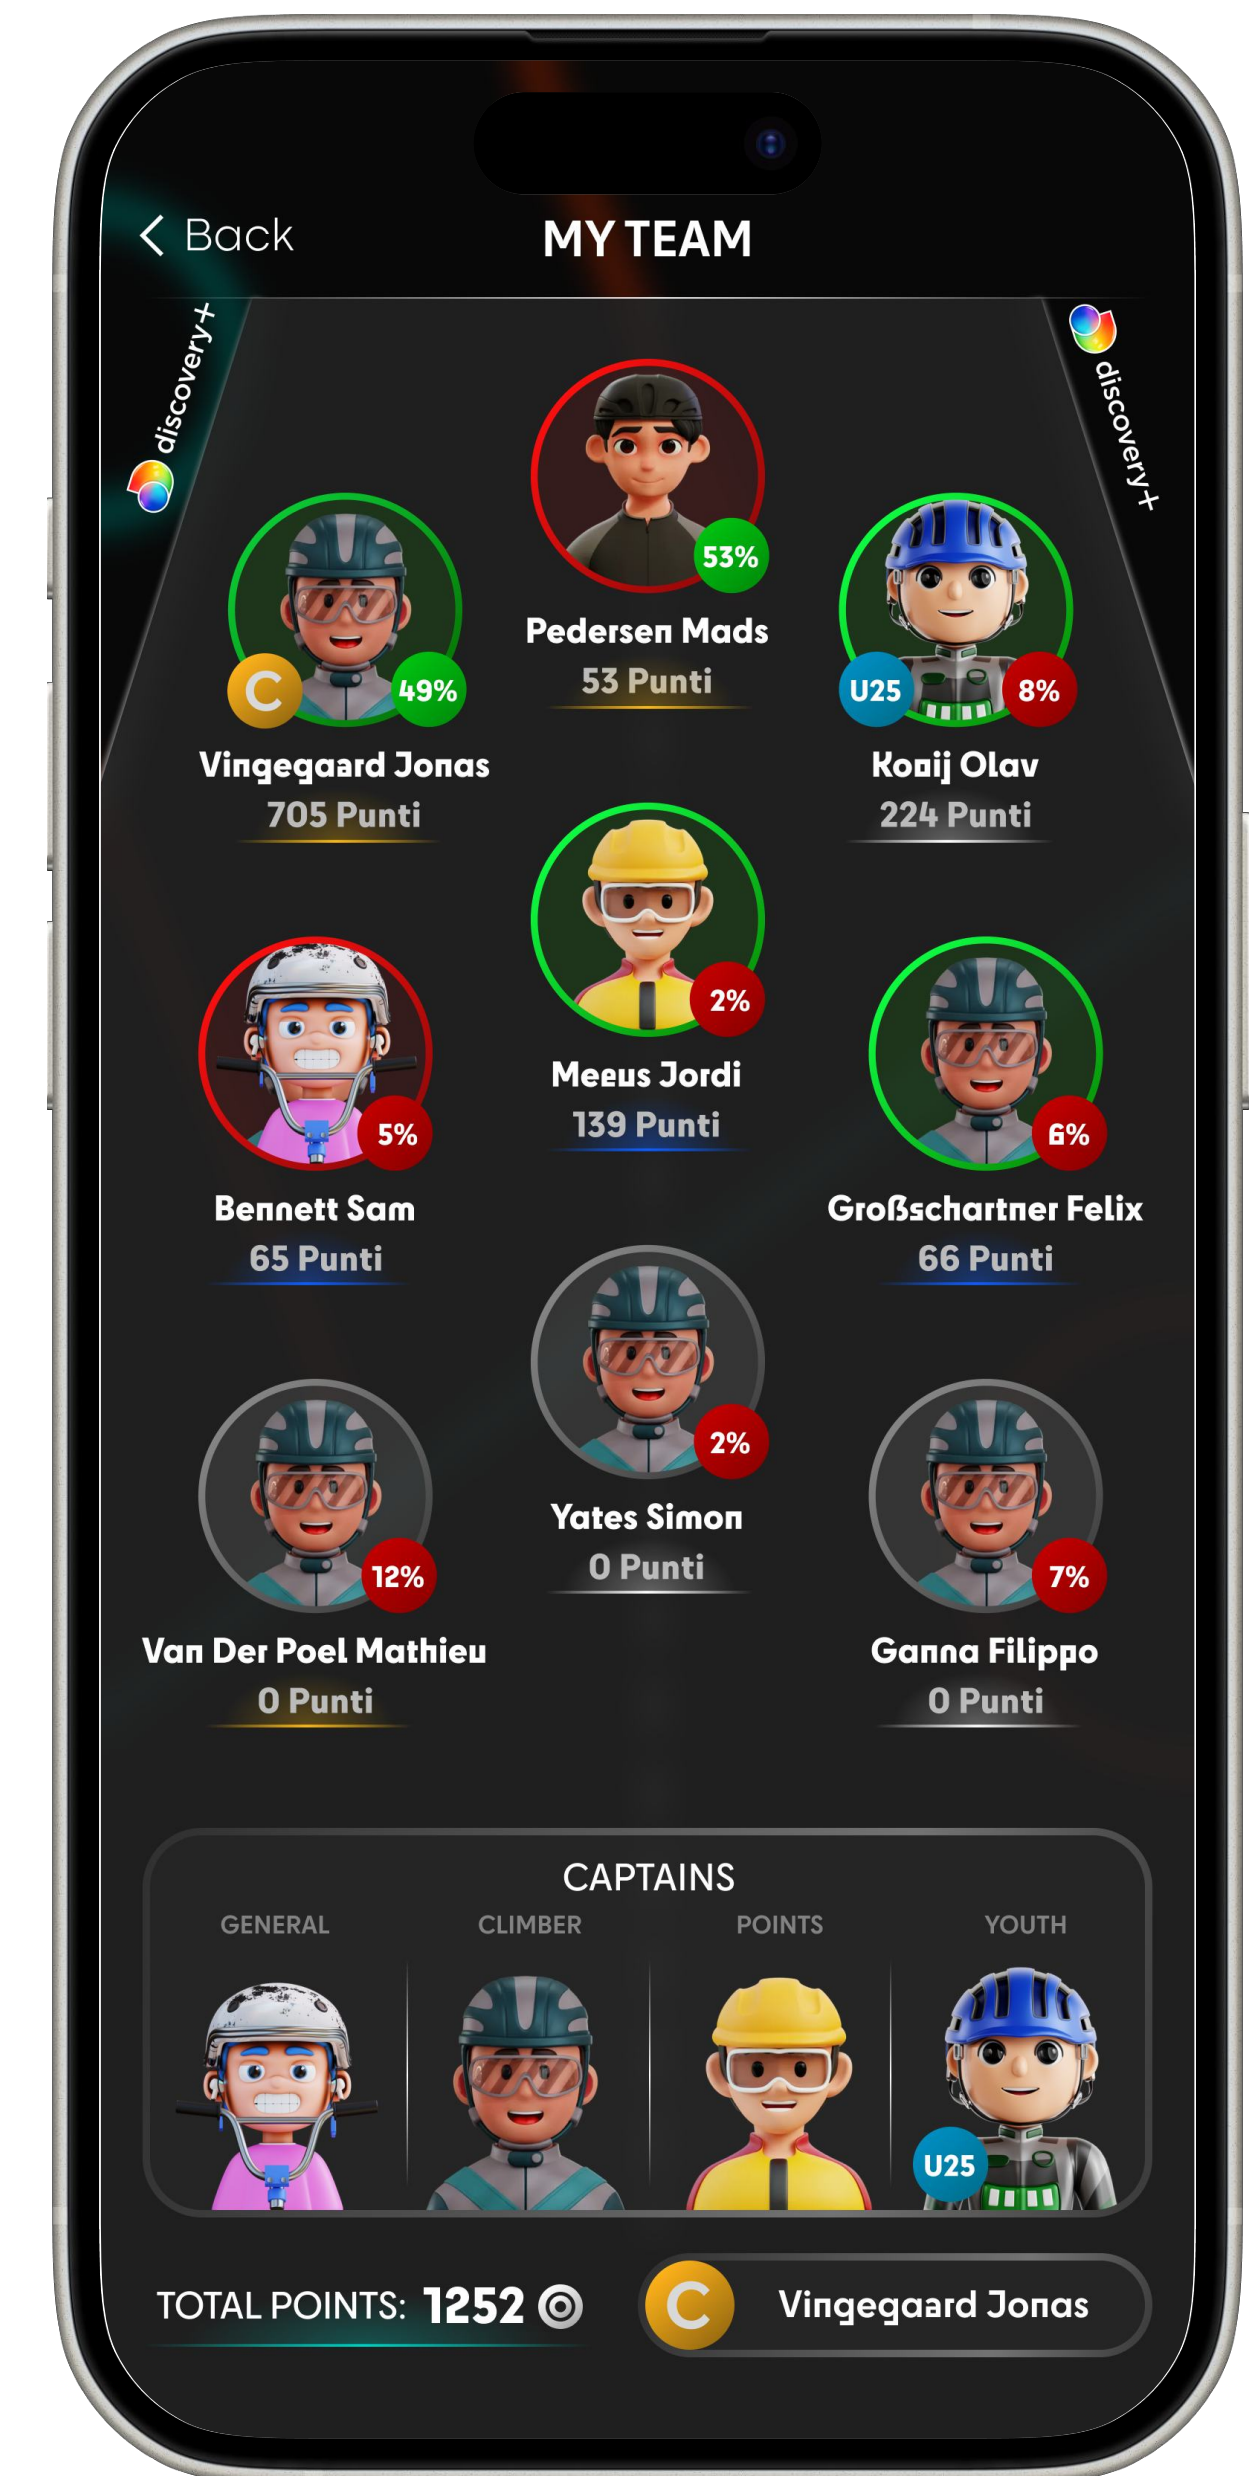 Back
MY TEAM
discovery+
discovery+
53%
Pedersen Mads
53 Punti
C
49%
Vingegaard Jonas
705 Punti
U25
8%
Kooij Olav
224 Punti
2%
Meeus Jordi
139 Punti
5%
Bennett Sam
65 Punti
6%
Großschartner Felix
66 Punti
2%
Yates Simon
0 Punti
12%
Van Der Poel Mathieu
0 Punti
7%
Ganna Filippo
0 Punti
CAPTAINS
GENERAL
CLIMBER
POINTS
YOUTH
U25
TOTAL POINTS: 1252
C
Vingegaard Jonas